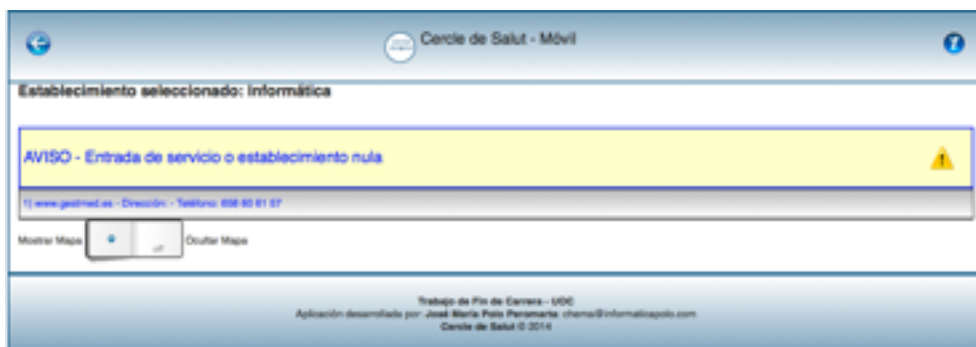 Cercle de Salut - Móvil
Establecimiento seleccionado: Informática
AVISO - Entrada de servicio o establecimiento nula
1) www.gestmed.es - Dirección: - Teléfono: 658 80 61 57
Mostrar Mapa Ocultar Mapa
Trabajo de Fin de Carrera - UOC
Aplicación desarrollada por: José María Polo Peromarta chema@informaticapolo.com
Cercle de Salut © 2014